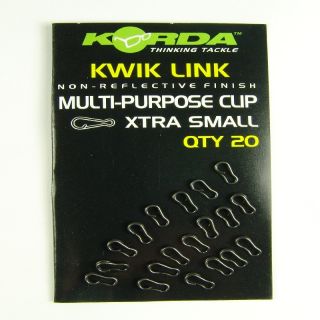 KORDA
THINKING TACKLE
KWIK LINK
NON-REFLECTIVE FINISH
MULTI-PURPOSE CLIP
XTRA SMALL
QTY 20